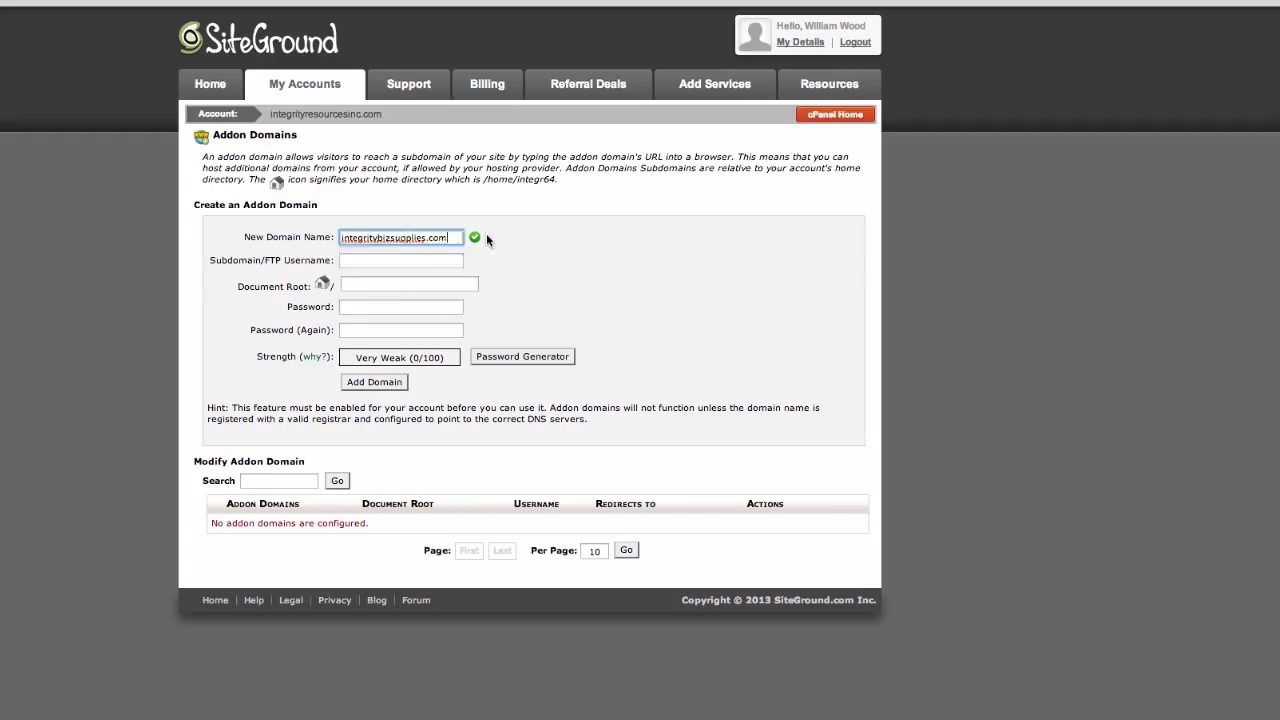 SiteGround
Hello, William Wood
My Details | Logout
Home
My Accounts
Support
Billing
Referral Deals
Add Services
Resources
Account:
integrityresourcesinc.com
cPanel Home
Addon Domains
An addon domain allows visitors to reach a subdomain of your site by typing the addon domain's URL into a browser. This means that you can
host additional domains from your account, if allowed by your hosting provider. Addon Domains Subdomains are relative to your account's home
directory. The icon signifies your home directory which is /home/integr64.
Create an Addon Domain
New Domain Name: integritybizsupplies.com
Subdomain/FTP Username:
Document Root: /
Password:
Password (Again):
Strength (why?): Very Weak (0/100) Password Generator
Add Domain
Hint: This feature must be enabled for your account before you can use it. Addon domains will not function unless the domain name is
registered with a valid registrar and configured to point to the correct DNS servers.
Modify Addon Domain
Search Go
Addon Domains Document Root Username Redirects to Actions
No addon domains are configured.
Page: First Last Per Page: 10 Go
Home | Help | Legal | Privacy | Blog | Forum
Copyright © 2013 SiteGround.com Inc.